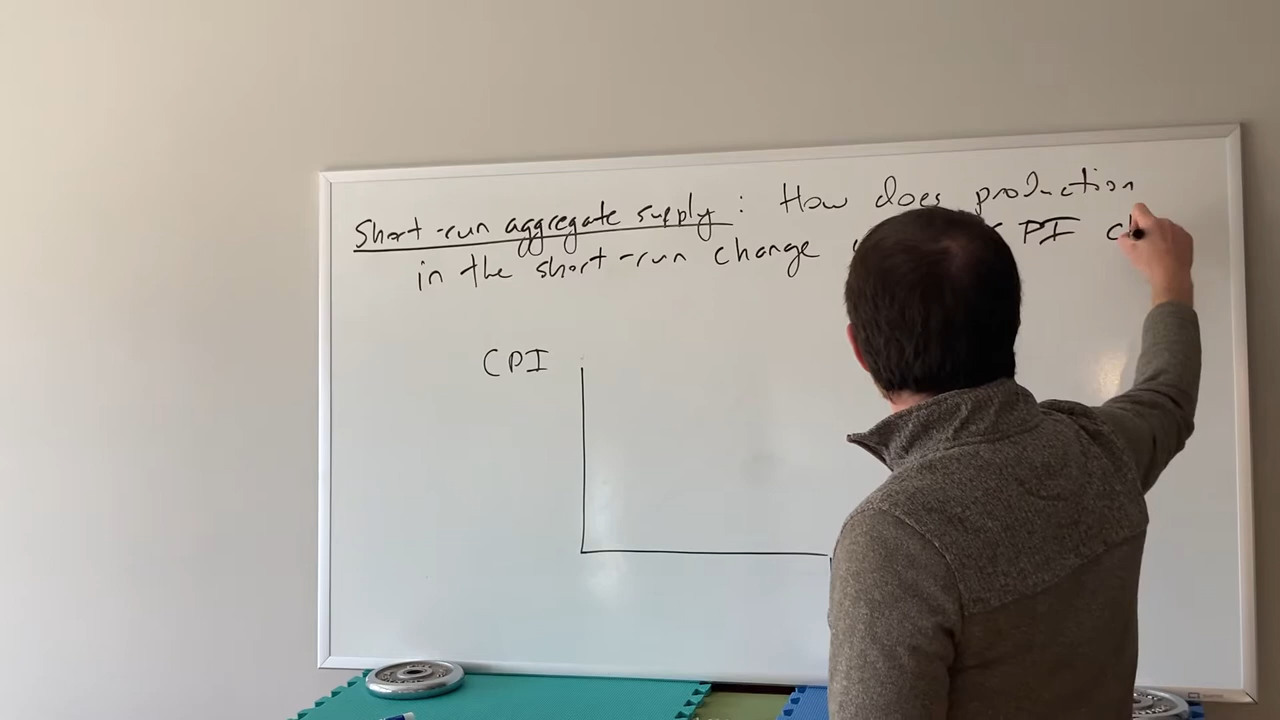 Short-run aggregate supply: How does production
in the short-run change PI
CPI